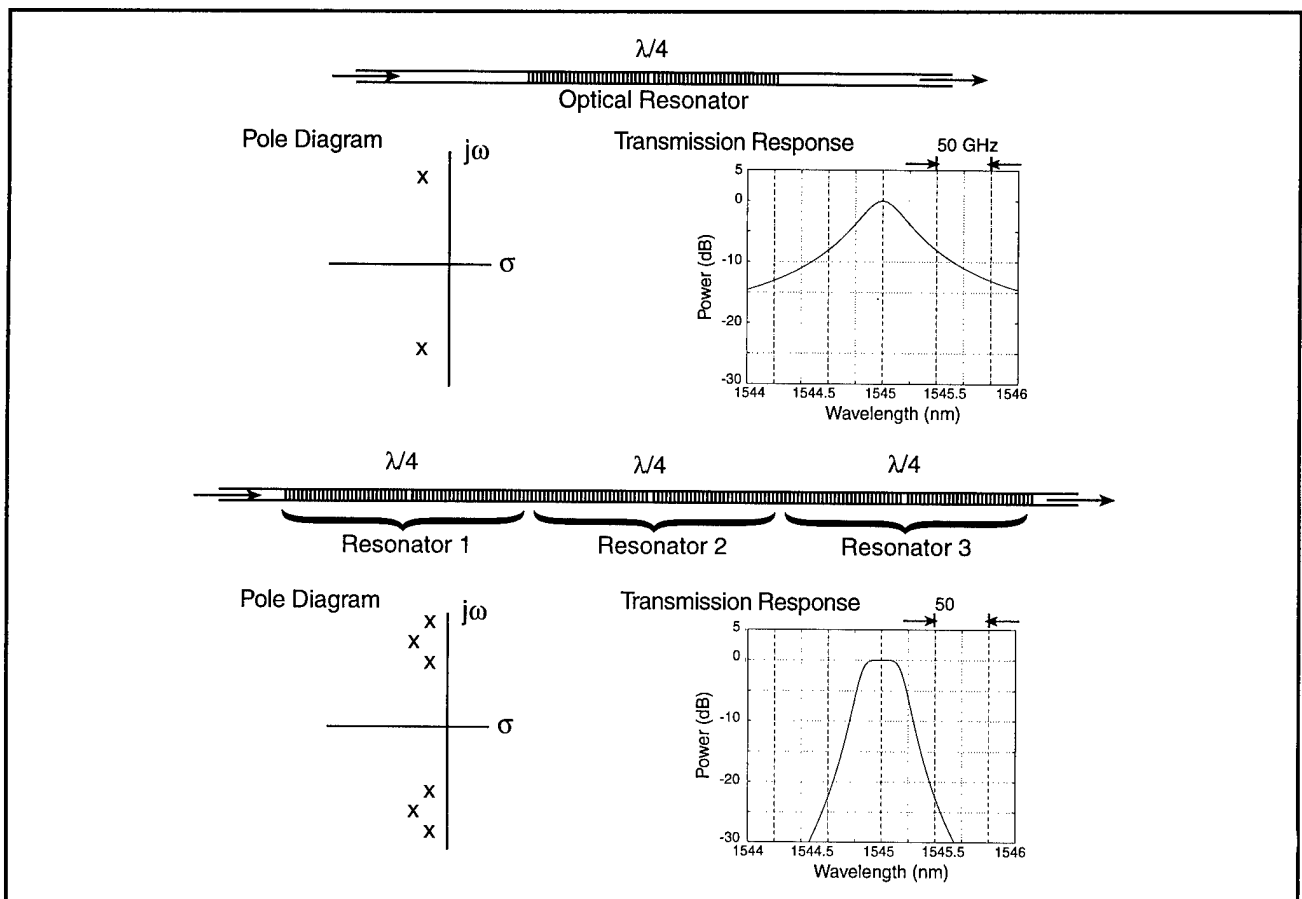 λ/4
Optical Resonator
Pole Diagram
jω
x
σ
x
Transmission Response
50 GHz
5
0
-10
-20
-30
Power (dB)
1544 1544.5 1545 1545.5 1546
Wavelength (nm)
λ/4 λ/4 λ/4
Resonator 1 Resonator 2 Resonator 3
Pole Diagram
jω
x
x
x
σ
x
x
x
Transmission Response
50
5
0
-10
-20
-30
Power (dB)
1544 1544.5 1545 1545.5 1546
Wavelength (nm)